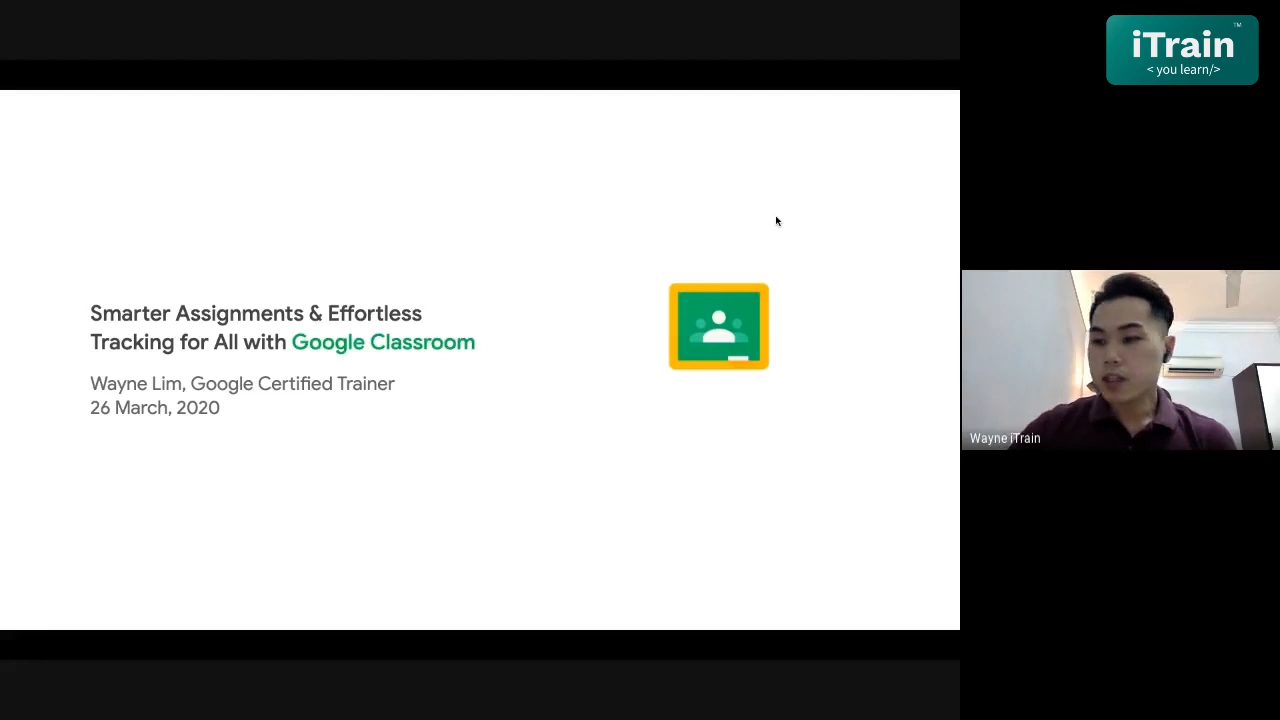 iTrain™
< you learn/>
Smarter Assignments & Effortless
Tracking for All with Google Classroom
Wayne Lim, Google Certified Trainer
26 March, 2020
Wayne iTrain